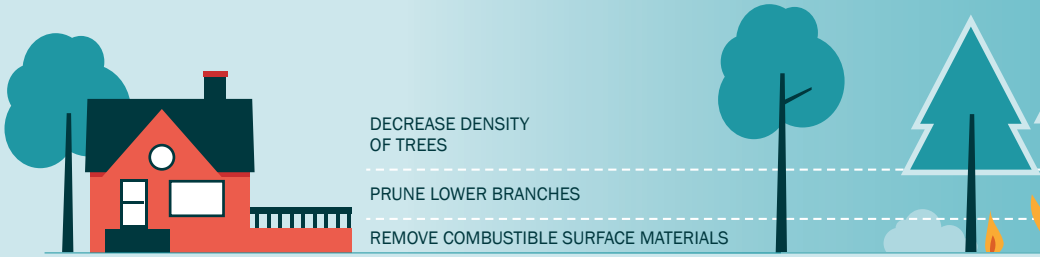 DECREASE DENSITY
OF TREES
PRUNE LOWER BRANCHES
REMOVE COMBUSTIBLE SURFACE MATERIALS